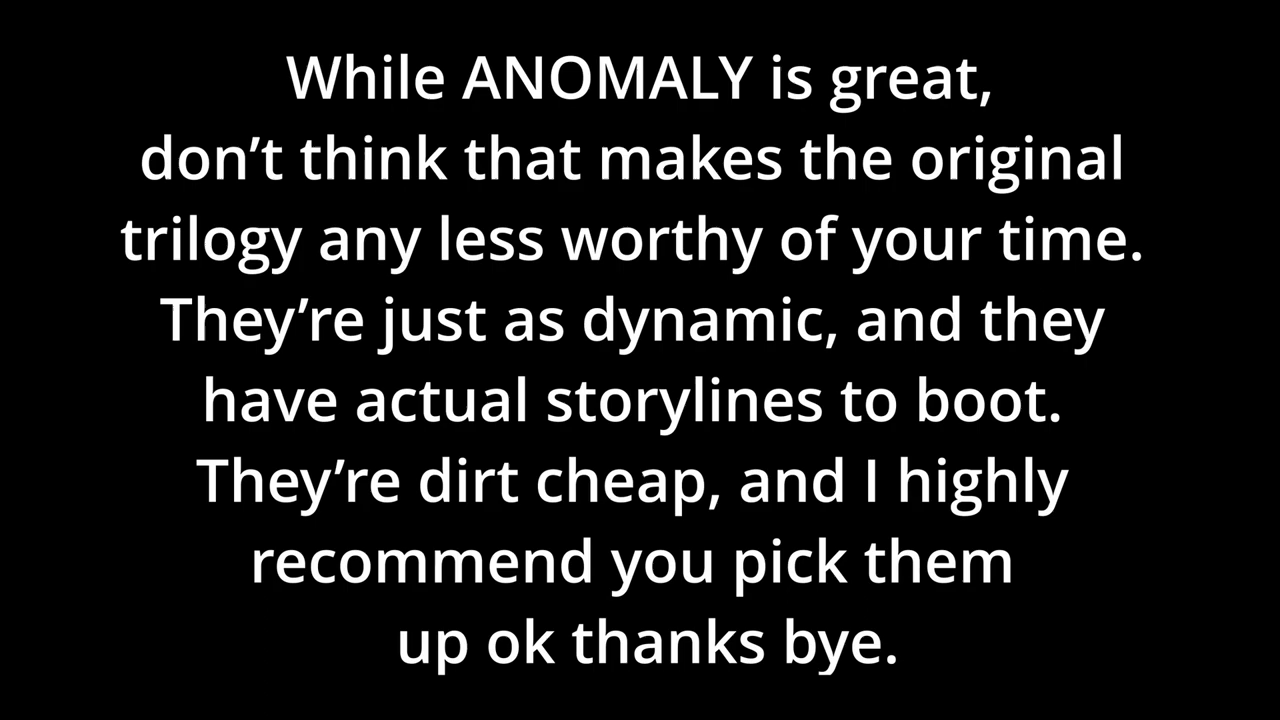 While ANOMALY is great,
don’t think that makes the original
trilogy any less worthy of your time.
They’re just as dynamic, and they
have actual storylines to boot.
They’re dirt cheap, and I highly
recommend you pick them
up ok thanks bye.